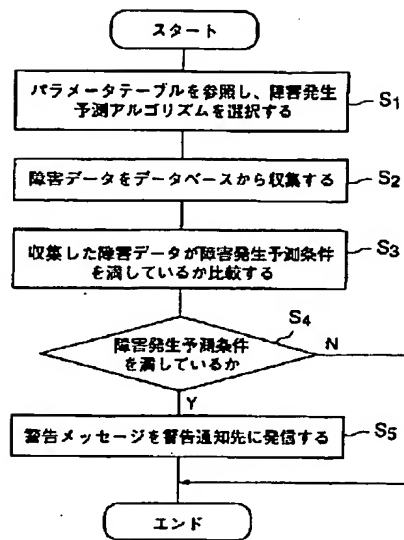 スタート
パラメータテーブルを参照し、障害発生
予測アルゴリズムを選択する
S1
障害データをデータベースから収集する
S2
収集した障害データが障害発生予測条件
を満しているか比較する
S3
S4
障害発生予測条件
を満しているか
N
Y
警告メッセージを警告通知先に発信する
S5
エンド